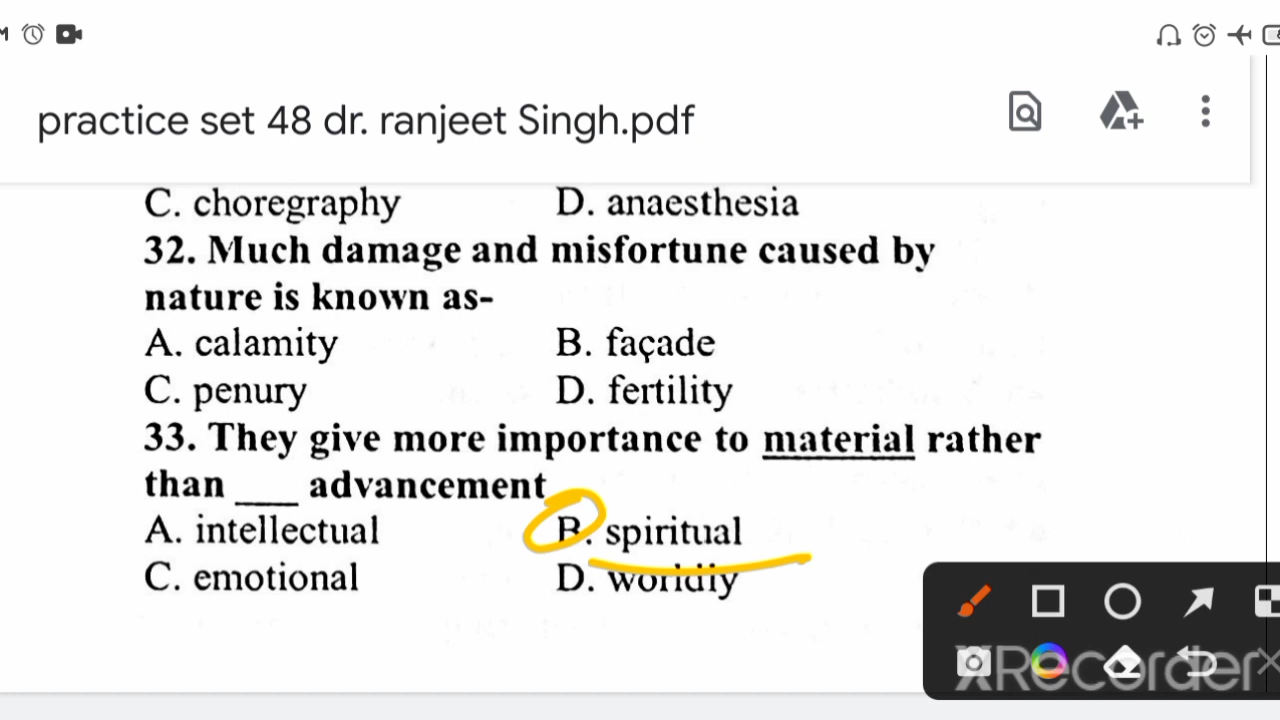 practice set 48 dr. ranjeet Singh.pdf
C. choregraphy D. anaesthesia
32. Much damage and misfortune caused by
nature is known as-
A. calamity B. façade
C. penury D. fertility
33. They give more importance to material rather
than ___ advancement
A. intellectual B. spiritual
C. emotional D. worldly
XRecorder